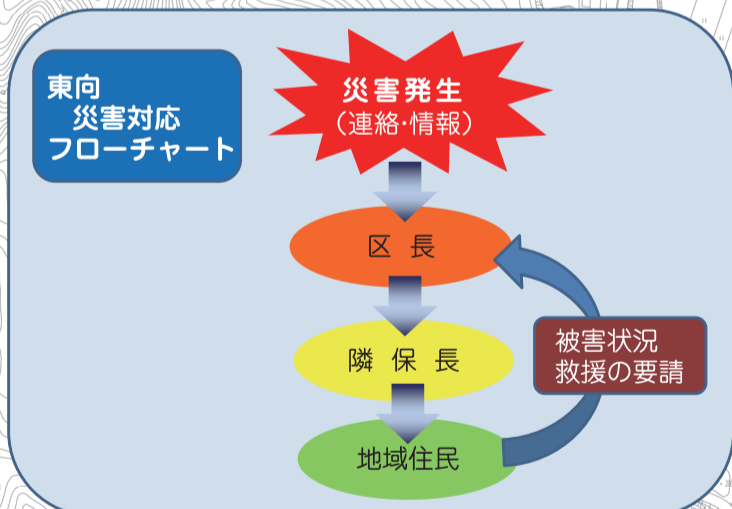 東向
災害対応
フローチャート
災害発生
（連絡・情報）
区 長
隣 保 長
地域住民
被害状況
救援の要請